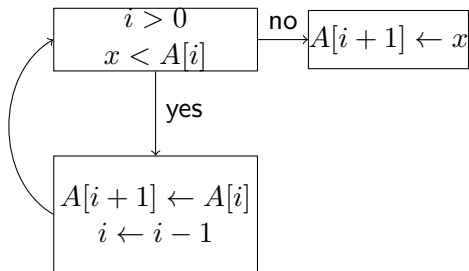 i > 0
x < A[i]
no
A[i + 1] ← x
yes
A[i + 1] ← A[i]
i ← i − 1